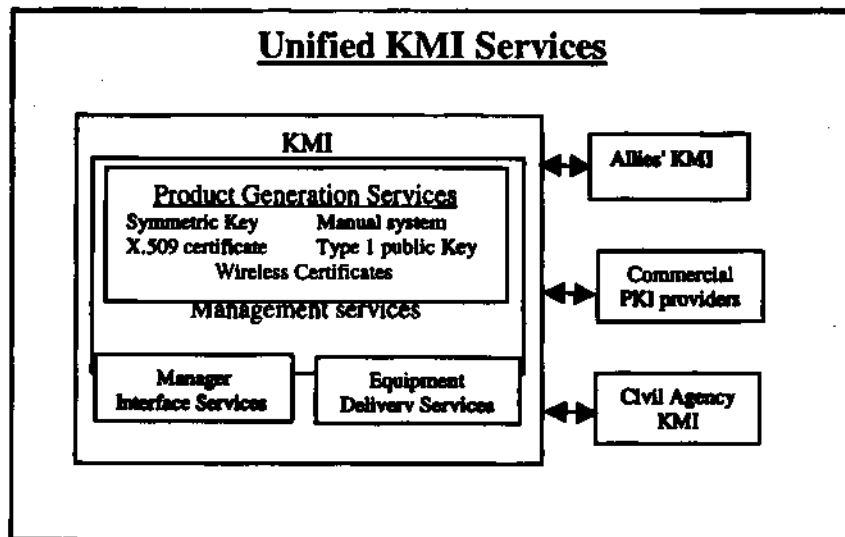 Unified KMI Services
KMI
Product Generation Services
Symmetric Key Manual system
X.509 certificate Type 1 public Key
Wireless Certificates
Management services
Manager
Interface Services
Equipment
Delivery Services
Allies' KMI
Commercial
PKI providers
Civil Agency
KMI